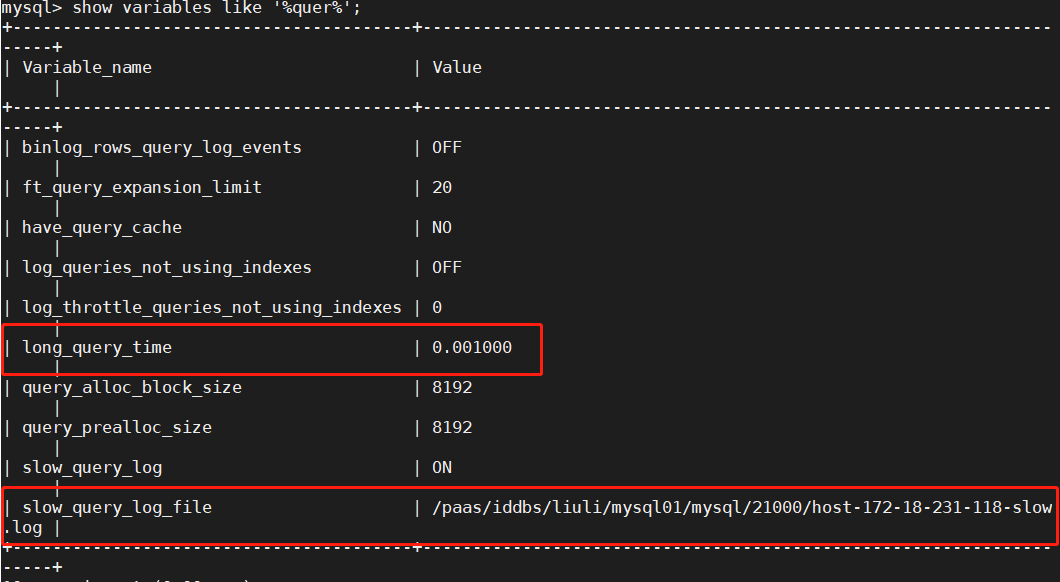 mysql> show variables like '%quer%';
+----------------------------------------+---------------------------------------------------------------
-----+
| Variable_name                          | Value
     |
+----------------------------------------+---------------------------------------------------------------
-----+
| binlog_rows_query_log_events           | OFF
     |
| ft_query_expansion_limit               | 20
     |
| have_query_cache                       | NO
     |
| log_queries_not_using_indexes          | OFF
     |
| log_throttle_queries_not_using_indexes | 0
     |
| long_query_time                        | 0.001000
     |
| query_alloc_block_size                 | 8192
     |
| query_prealloc_size                    | 8192
     |
| slow_query_log                         | ON
     |
| slow_query_log_file                    | /paas/iddbs/liuli/mysql01/mysql/21000/host-172-18-231-118-slow
.log |
+----------------------------------------+---------------------------------------------------------------
-----+